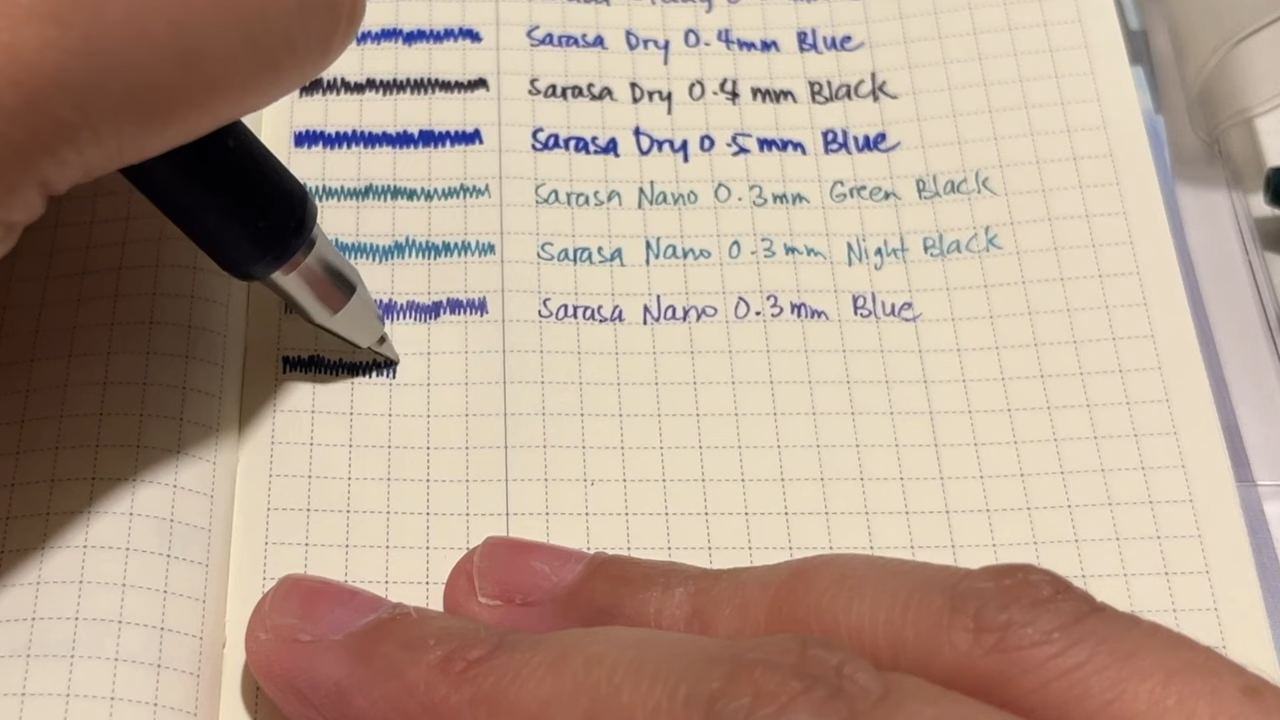 Sarasa Dry 0.4mm Blue
Sarasa Dry 0.4 mm Black
Sarasa Dry 0.5mm Blue
Sarasa Nano 0.3mm Green Black
Sarasa Nano 0.3mm Night Black
Sarasa Nano 0.3mm Blue